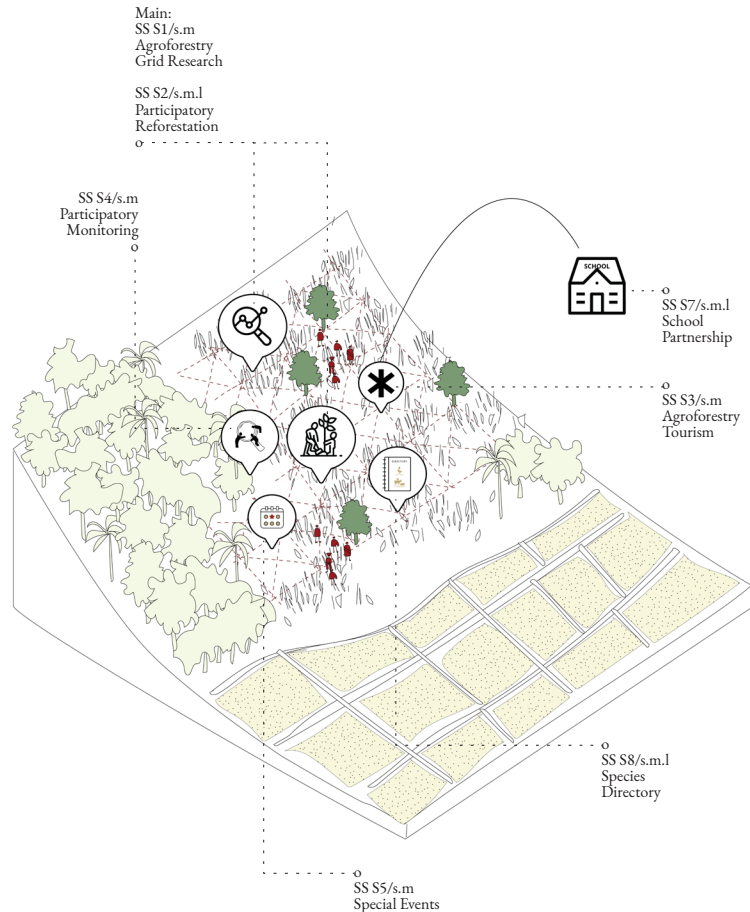 Main:
SS S1/s.m
Agroforestry
Grid Research
SS S2/s.m.l
Participatory
Reforestation
SS S4/s.m
Participatory
Monitoring
SCHOOL
SS S7/s.m.l
School
Partnership
SS S3/s.m
Agroforestry
Tourism
SS S8/s.m.l
Species
Directory
SS S5/s.m
Special Events